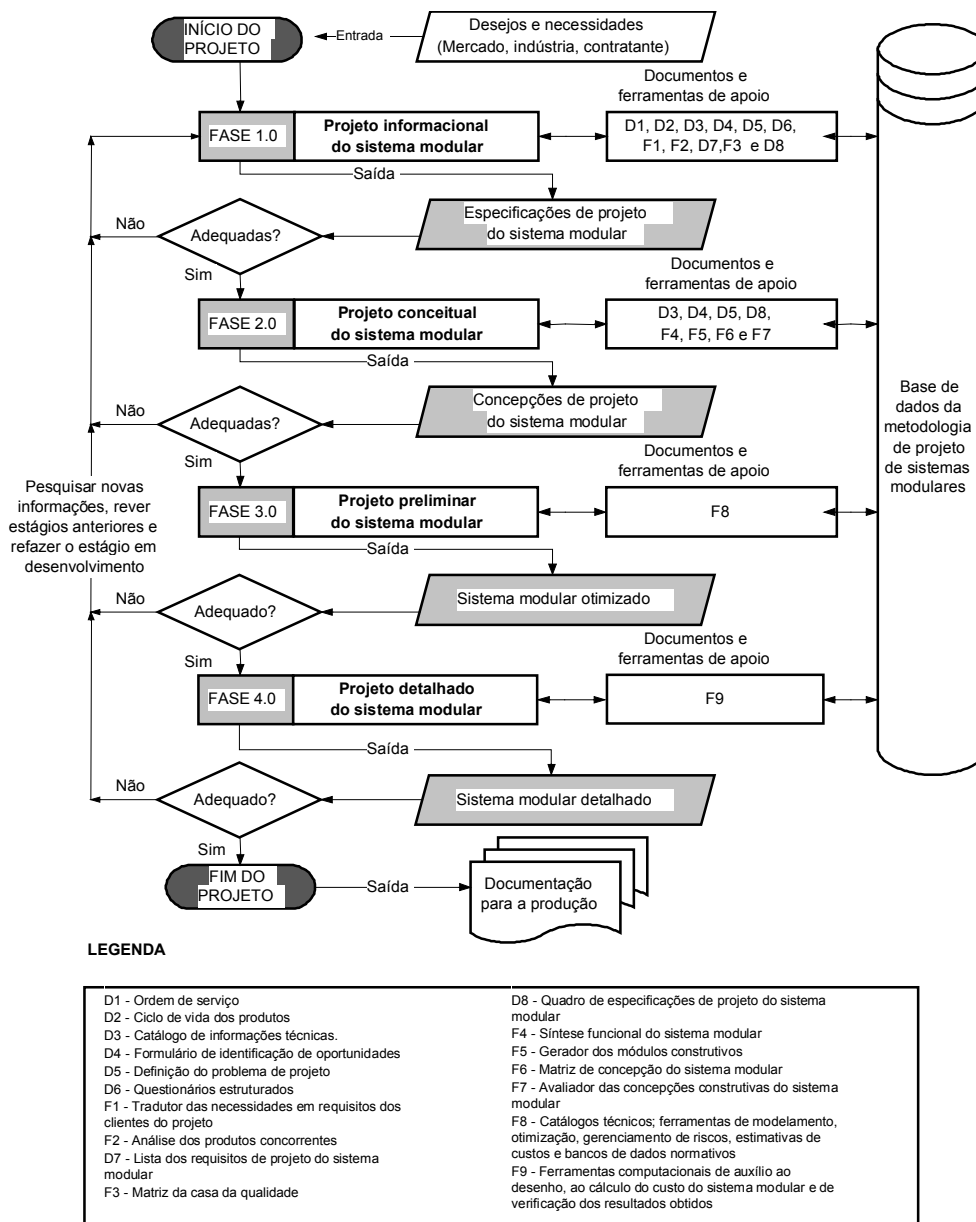 INÍCIO DO
PROJETO
Entrada
Desejos e necessidades
(Mercado, indústria, contratante)
Documentos e
ferramentas de apoio
FASE 1.0
Projeto informacional
do sistema modular
D1, D2, D3, D4, D5, D6,
F1, F2, D7,F3 e D8
Saída
Especificações de projeto
do sistema modular
Adequadas?
Não
Sim
Documentos e
ferramentas de apoio
FASE 2.0
Projeto conceitual
do sistema modular
D3, D4, D5, D8,
F4, F5, F6 e F7
Saída
Concepções de projeto
do sistema modular
Adequadas?
Não
Sim
Documentos e
ferramentas de apoio
FASE 3.0
Projeto preliminar
do sistema modular
F8
Saída
Sistema modular otimizado
Adequado?
Não
Sim
Documentos e
ferramentas de apoio
FASE 4.0
Projeto detalhado
do sistema modular
F9
Saída
Sistema modular detalhado
Adequado?
Não
Sim
FIM DO
PROJETO
Saída
Documentação
para a produção
Pesquisar novas
informações, rever
estágios anteriores e
refazer o estágio em
desenvolvimento
Base de
dados da
metodologia
de projeto
de sistemas
modulares
LEGENDA
D1 - Ordem de serviço
D2 - Ciclo de vida dos produtos
D3 - Catálogo de informações técnicas.
D4 - Formulário de identificação de oportunidades
D5 - Definição do problema de projeto
D6 - Questionários estruturados
F1 - Tradutor das necessidades em requisitos dos
clientes do projeto
F2 - Análise dos produtos concorrentes
D7 - Lista dos requisitos de projeto do sistema
modular
F3 - Matriz da casa da qualidade
D8 - Quadro de especificações de projeto do sistema
modular
F4 - Síntese funcional do sistema modular
F5 - Gerador dos módulos construtivos
F6 - Matriz de concepção do sistema modular
F7 - Avaliador das concepções construtivas do sistema
modular
F8 - Catálogos técnicos; ferramentas de modelamento,
otimização, gerenciamento de riscos, estimativas de
custos e bancos de dados normativos
F9 - Ferramentas computacionais de auxílio ao
desenho, ao cálculo do custo do sistema modular e de
verificação dos resultados obtidos